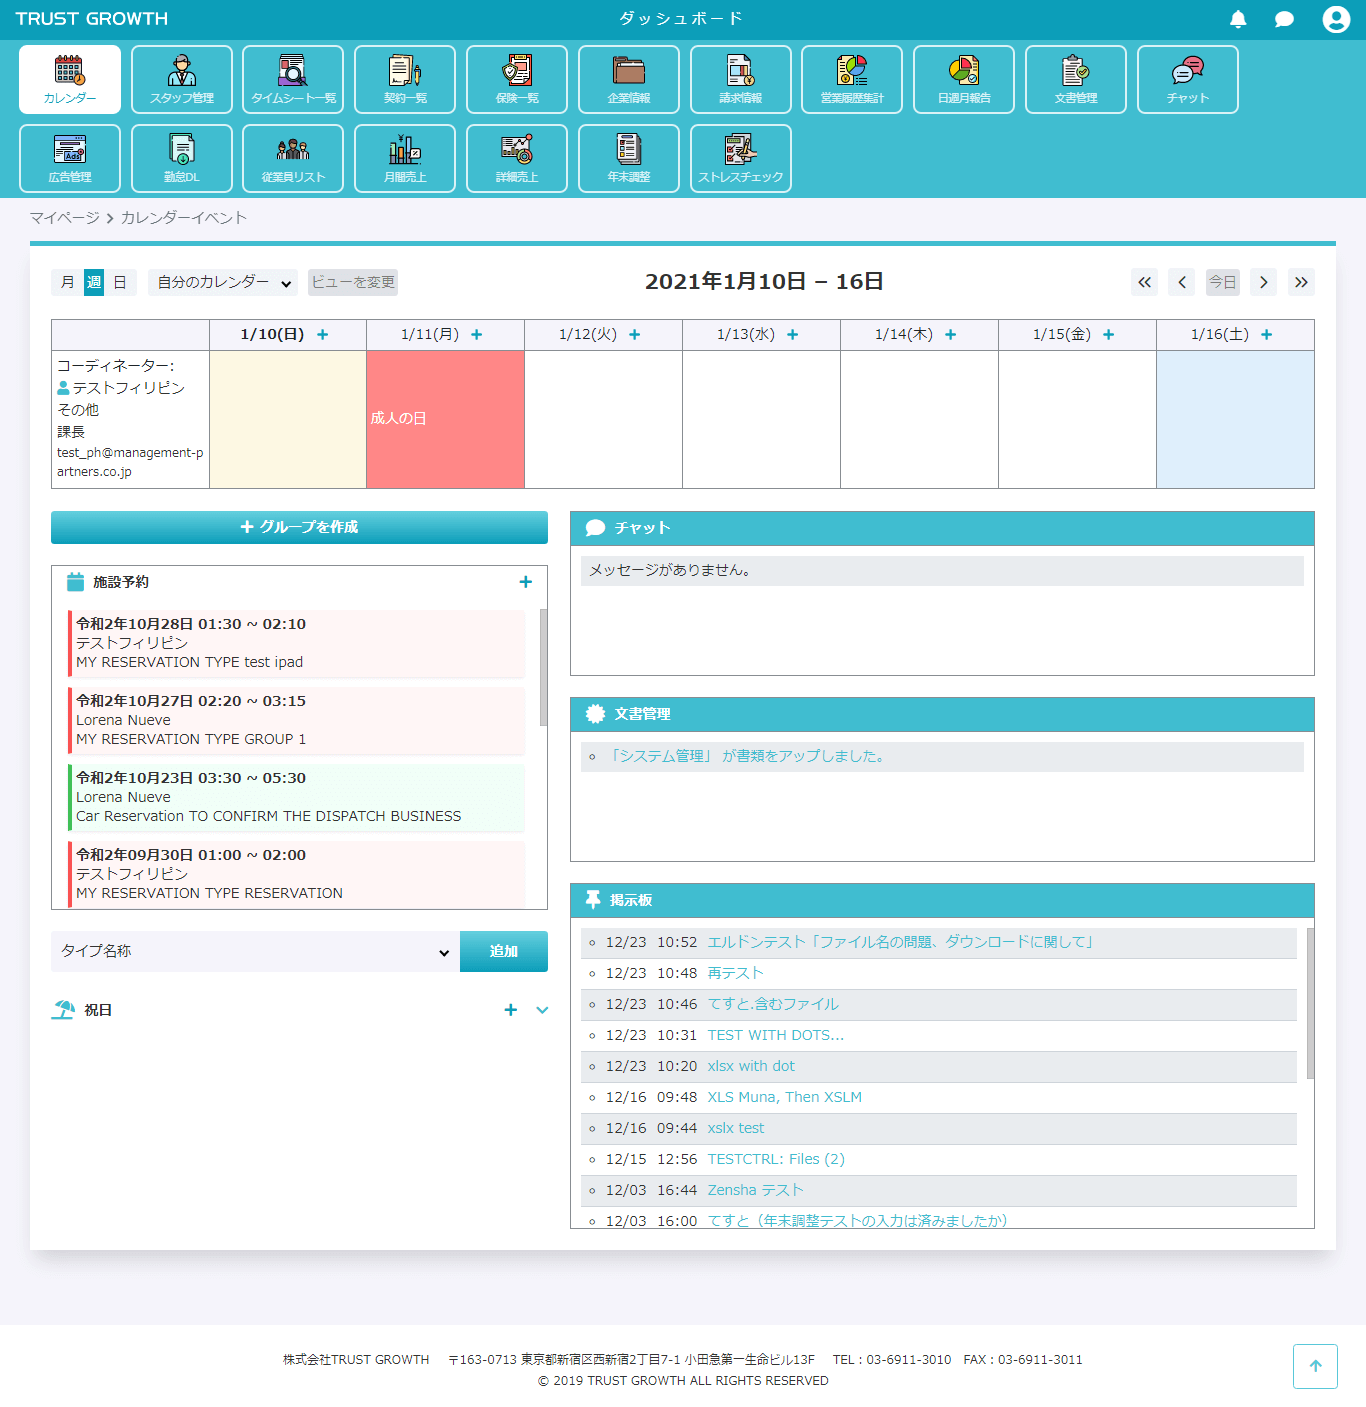 TRUST GROWTH
ダッシュボード
カレンダー
スタッフ管理
タイムシート一覧
契約一覧
保険一覧
企業情報
請求情報
営業履歴集計
日週月報告
文書管理
チャット
広告管理
勤怠DL
従業員リスト
月間売上
詳細売上
年末調整
ストレスチェック
マイページ > カレンダーイベント
月 週 日
自分のカレンダー
ビューを変更
2021年1月10日 – 16日
今日
1/10(日) +
1/11(月) +
1/12(火) +
1/13(水) +
1/14(木) +
1/15(金) +
1/16(土) +
コーディネーター:
テストフィリピン
その他
課長
test_ph@management-p
artners.co.jp
成人の日
+ グループを作成
施設予約 +
令和2年10月28日 01:30 ~ 02:10
テストフィリピン
MY RESERVATION TYPE test ipad
令和2年10月27日 02:20 ~ 03:15
Lorena Nueve
MY RESERVATION TYPE GROUP 1
令和2年10月23日 03:30 ~ 05:30
Lorena Nueve
Car Reservation TO CONFIRM THE DISPATCH BUSINESS
令和2年09月30日 01:00 ~ 02:00
テストフィリピン
MY RESERVATION TYPE RESERVATION
タイプ名称
追加
祝日 +
チャット
メッセージがありません。
文書管理
「システム管理」 が書類をアップしました。
掲示板
12/23 10:52 エルドンテスト「ファイル名の問題、ダウンロードに関して」
12/23 10:48 再テスト
12/23 10:46 てすと.含むファイル
12/23 10:31 TEST WITH DOTS...
12/23 10:20 xlsx with dot
12/16 09:48 XLS Muna, Then XSLM
12/16 09:44 xslx test
12/15 12:56 TESTCTRL: Files (2)
12/03 16:44 Zensha テスト
12/03 16:00 てすと（年末調整テストの入力は済みましたか）
株式会社TRUST GROWTH 〒163-0713 東京都新宿区西新宿2丁目7-1 小田急第一生命ビル13F TEL : 03-6911-3010 FAX : 03-6911-3011
© 2019 TRUST GROWTH ALL RIGHTS RESERVED